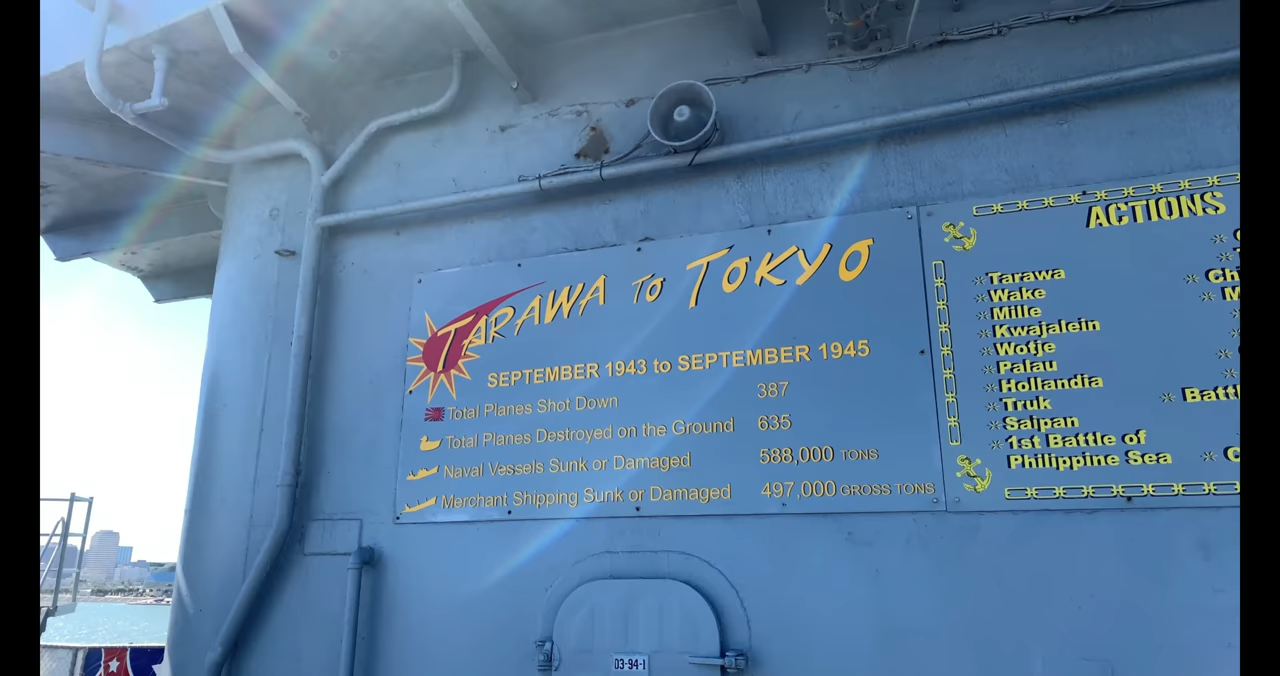 TARAWA TO TOKYO
SEPTEMBER 1943 to SEPTEMBER 1945
Total Planes Shot Down 387
Total Planes Destroyed on the Ground 635
Naval Vessels Sunk or Damaged 588,000 TONS
Merchant Shipping Sunk or Damaged 497,000 GROSS TONS
ACTIONS
Tarawa
Wake
Mille
Kwajalein
Wotje
Palau
Hollandia
Truk
Saipan
1st Battle of
Philippine Sea
03-94-1